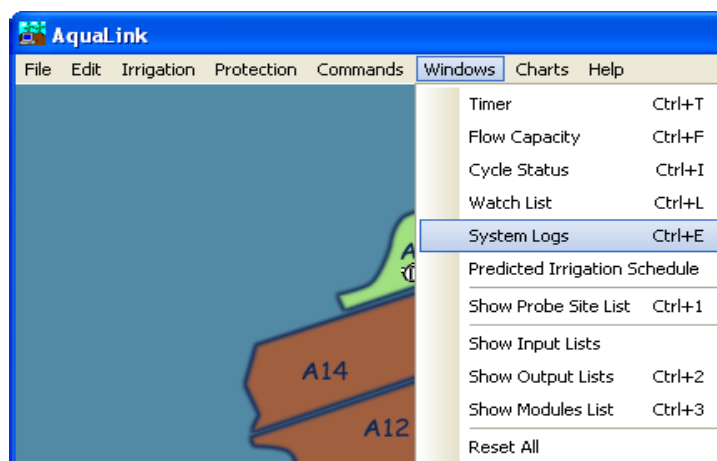 AquaLink
File Edit Irrigation Protection Commands Windows Charts Help
Timer Ctrl+T
Flow Capacity Ctrl+F
Cycle Status Ctrl+I
Watch List Ctrl+L
System Logs Ctrl+E
Predicted Irrigation Schedule
Show Probe Site List Ctrl+1
Show Input Lists
Show Output Lists Ctrl+2
Show Modules List Ctrl+3
Reset All
A
A14
A12